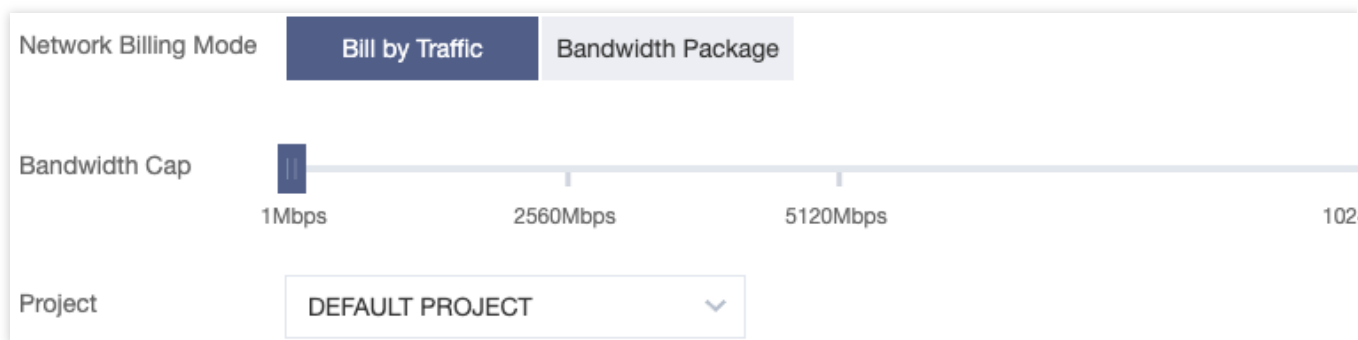 Network Billing Mode Bill by Traffic Bandwidth Package
Bandwidth Cap
1Mbps 2560Mbps 5120Mbps
Project DEFAULT PROJECT